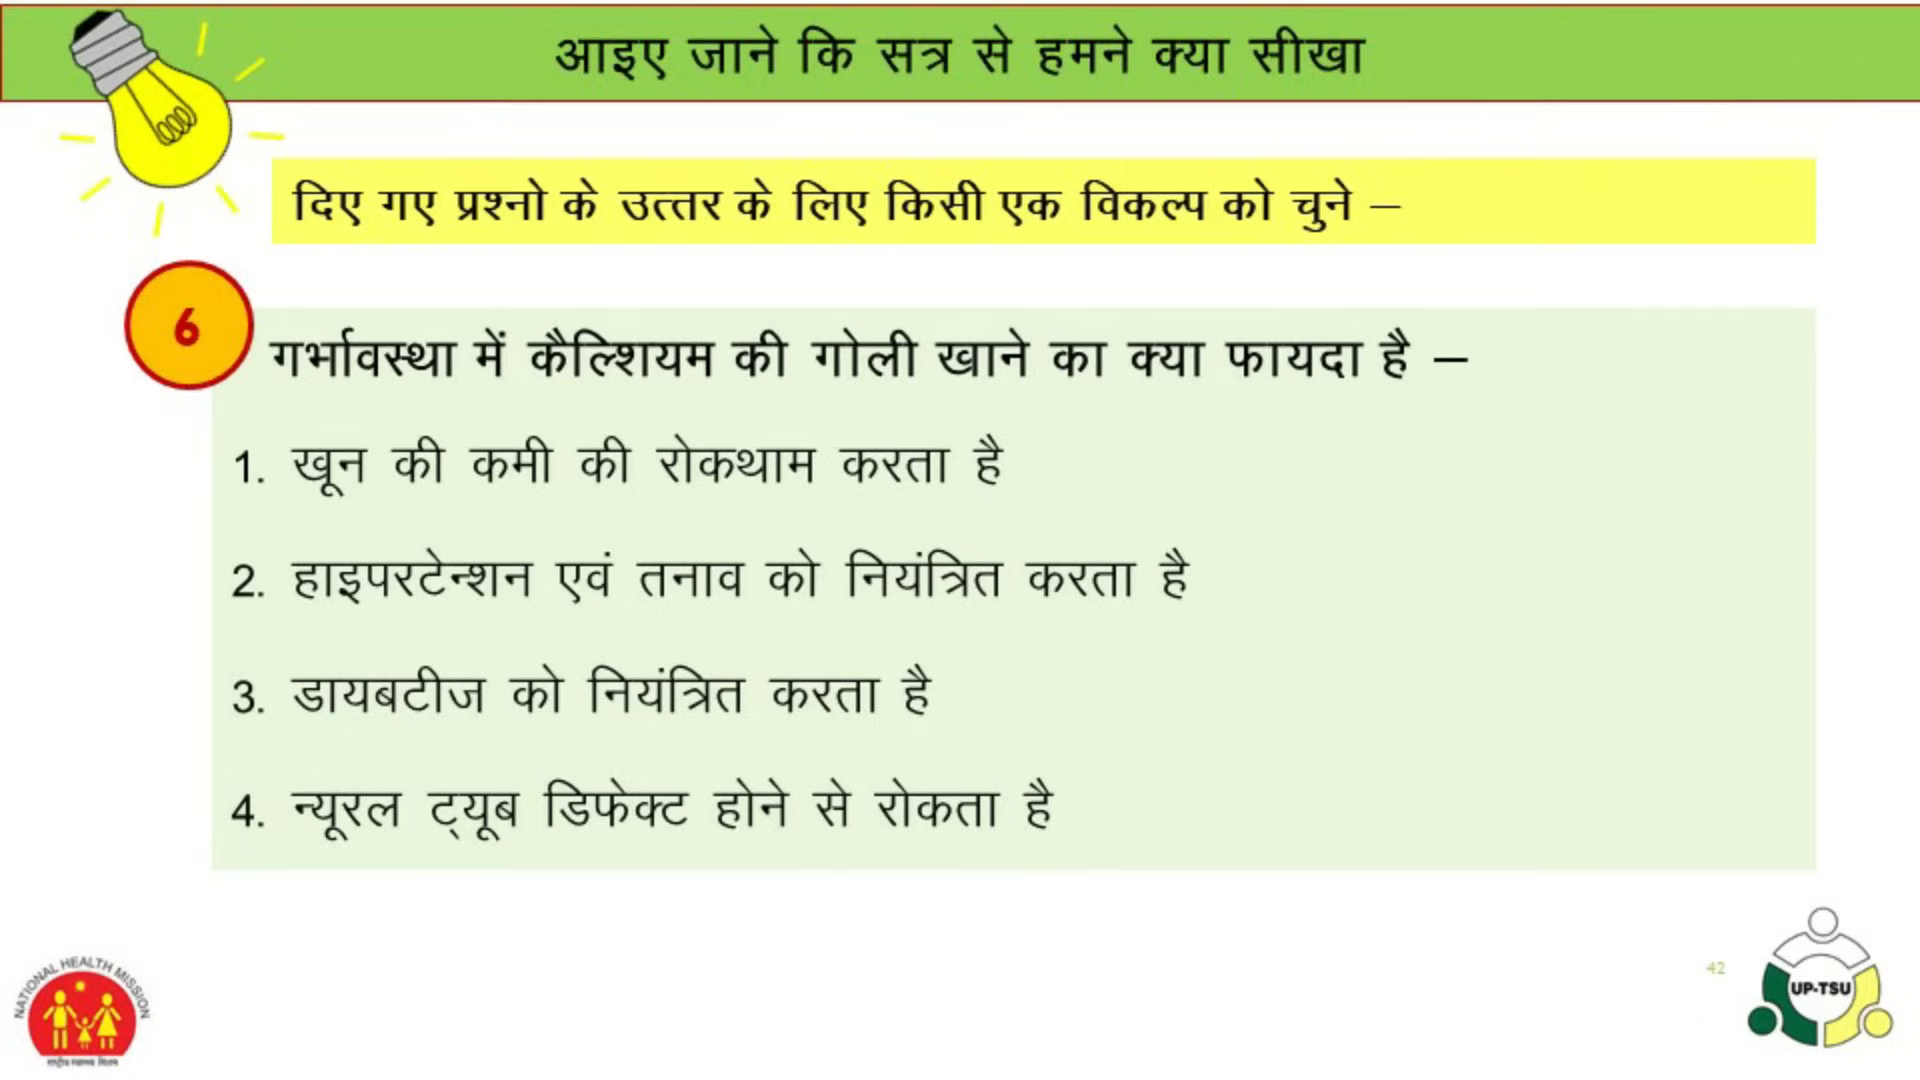 आइए जाने कि सत्र से हमने क्या सीखा
दिए गए प्रश्नो के उत्तर के लिए किसी एक विकल्प को चुने –
6
गर्भावस्था में कैल्शियम की गोली खाने का क्या फायदा है –
1. खून की कमी की रोकथाम करता है
2. हाइपरटेन्शन एवं तनाव को नियंत्रित करता है
3. डायबटीज को नियंत्रित करता है
4. न्यूरल ट्यूब डिफेक्ट होने से रोकता है
NATIONAL HEALTH MISSION
राष्ट्रीय स्वास्थ्य मिशन
42
UP-TSU